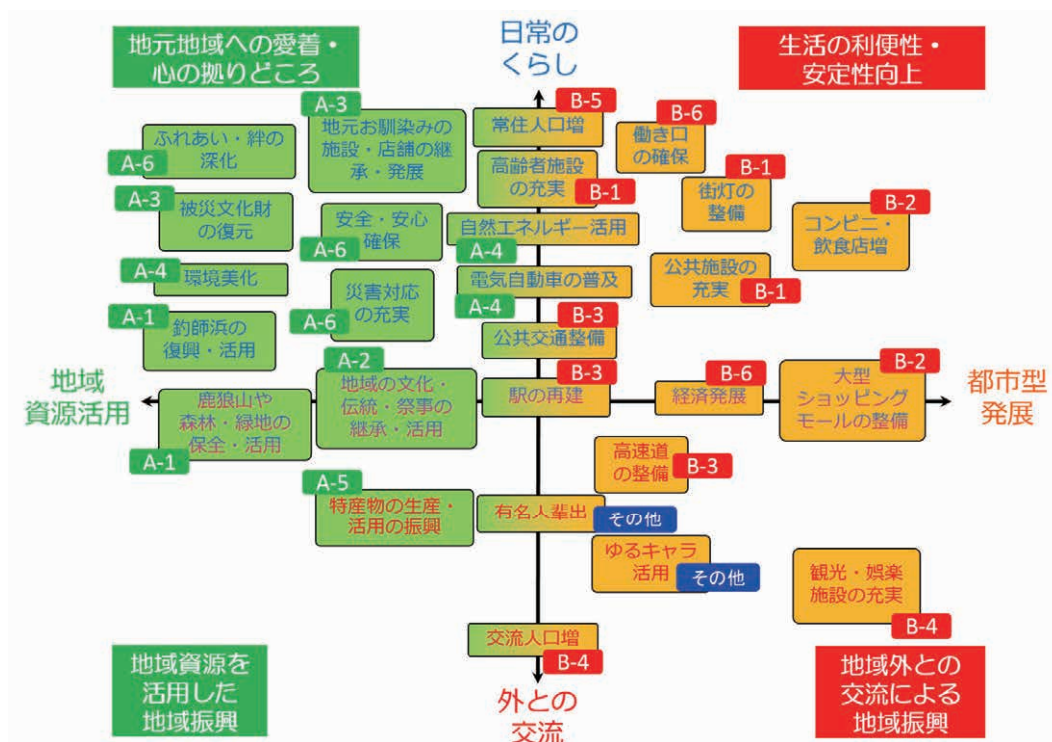 地元地域への愛着・
心の拠りどころ
日常の
くらし
生活の利便性・
安定性向上
A-3
地元お馴染みの
施設・店舗の継
承・発展
B-5
常住人口増
B-6
働き口
の確保
ふれあい・絆の
深化
A-6
高齢者施設
の充実
B-1
B-1
街灯の
整備
A-3
被災文化財
の復元
安全・安心
確保
A-6
自然エネルギー活用
A-4
B-2
コンビニ・
飲食店増
A-4
環境美化
災害対応
の充実
A-6
電気自動車の普及
A-4
公共施設の
充実
B-1
A-1
釣師浜の
復興・活用
B-3
公共交通整備
地域
資源活用
鹿狼山や
森林・緑地の
保全・活用
A-1
A-2
地域の文化・
伝統・祭事の
継承・活用
B-3
駅の再建
B-6
経済発展
B-2
大型
ショッピング
モールの整備
都市型
発展
高速道
の整備
B-3
A-5
特産物の生産・
活用の振興
有名人輩出
その他
ゆるキャラ
活用
その他
観光・娯楽
施設の充実
B-4
交流人口増
B-4
地域資源を
活用した
地域振興
外との
交流
地域外との
交流による
地域振興